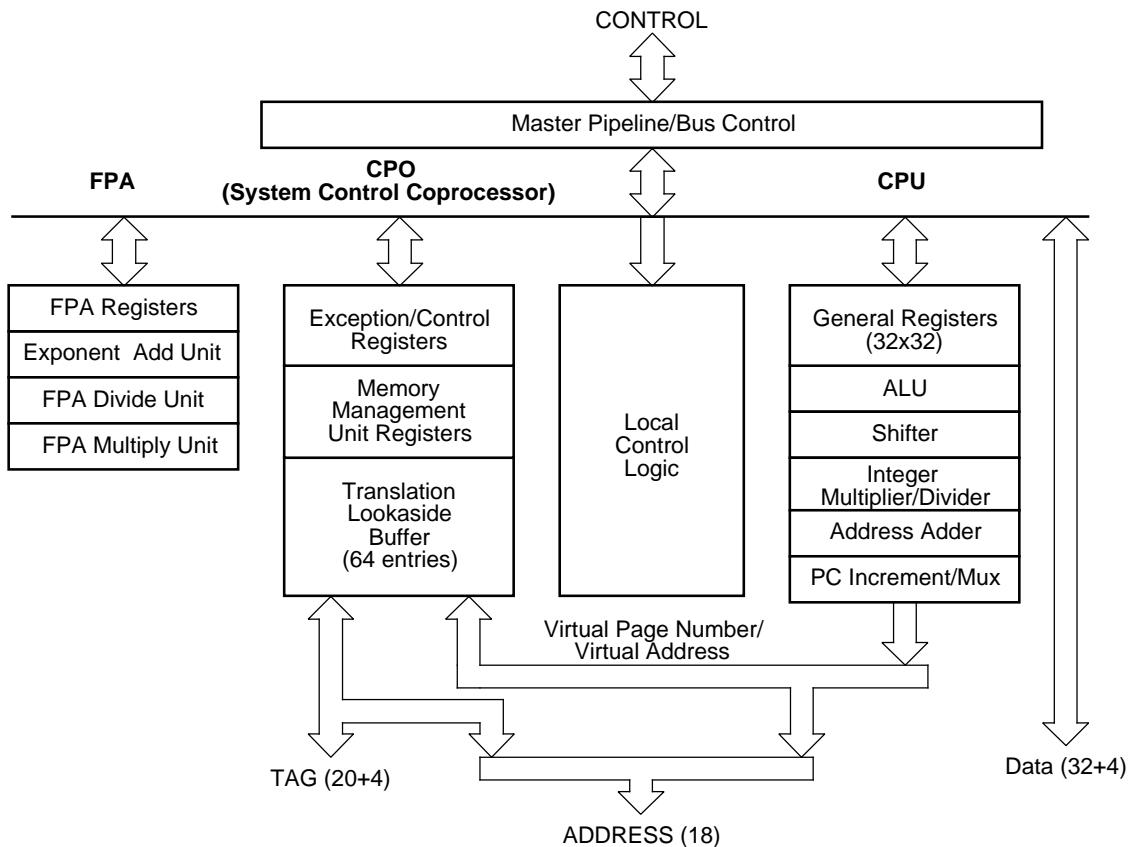 CONTROL
Master Pipeline/Bus Control
FPA
CPO
(System Control Coprocessor)
CPU
FPA Registers
Exponent Add Unit
FPA Divide Unit
FPA Multiply Unit
Exception/Control
Registers
Memory
Management
Unit Registers
Translation
Lookaside
Buffer
(64 entries)
Local
Control
Logic
General Registers
(32x32)
ALU
Shifter
Integer
Multiplier/Divider
Address Adder
PC Increment/Mux
Virtual Page Number/
Virtual Address
TAG (20+4)
Data (32+4)
ADDRESS (18)